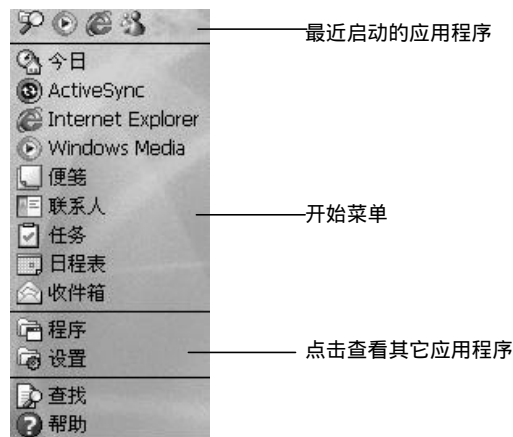 最近启动的应用程序
今日
ActiveSync
Internet Explorer
Windows Media
便笺
联系人
开始菜单
任务
日程表
收件箱
程序
设置
点击查看其它应用程序
查找
帮助